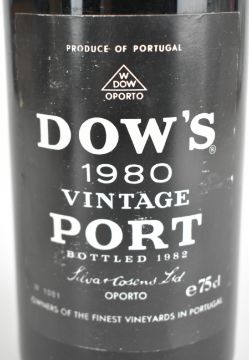 PRODUCE OF PORTUGAL
W
DOW
OPORTO
DOW'S®
1980
VINTAGE
PORT
BOTTLED 1982
Silva & Cosens Ltd
OPORTO
e 75cl
OWNERS OF THE FINEST VINEYARDS IN PORTUGAL